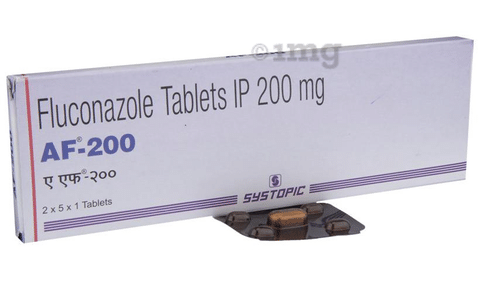 1mg
Fluconazole Tablets IP 200 mg
AF®-200
ए एफ®-२००
2 x 5 x 1 Tablets
S
SYSTOPIC